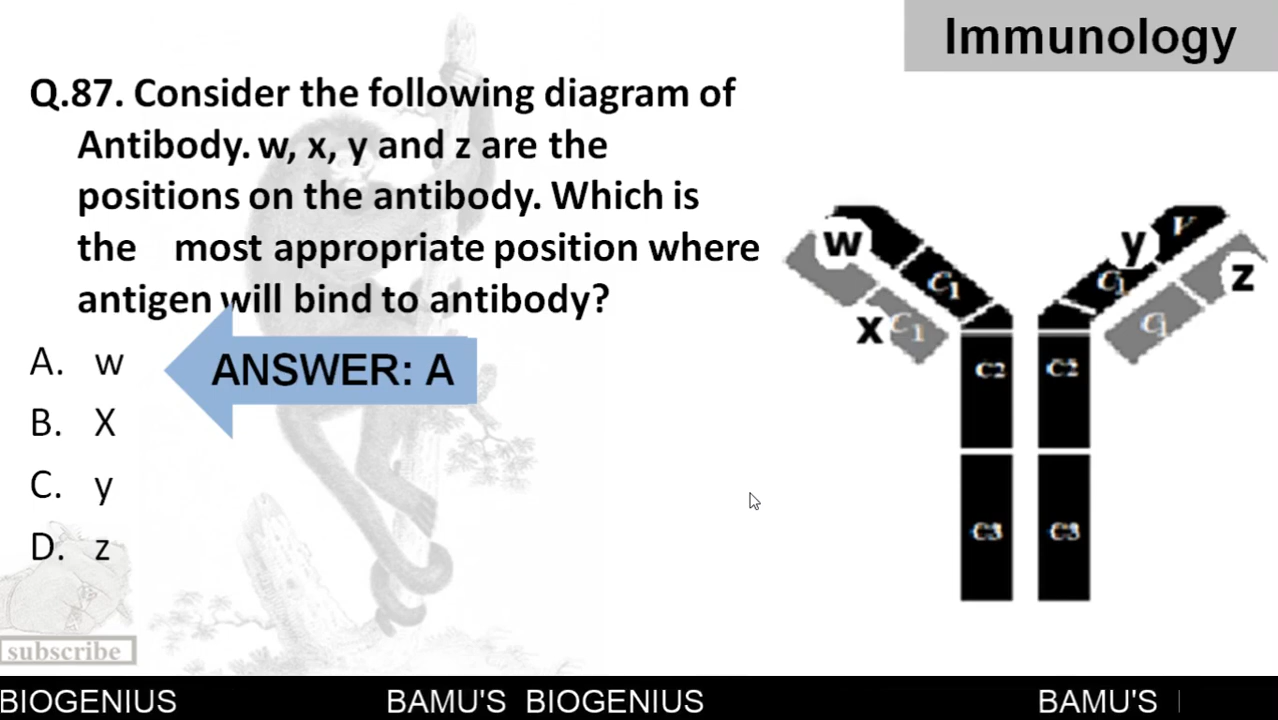 Immunology
Q.87. Consider the following diagram of
Antibody. w, x, y and z are the
positions on the antibody. Which is
the most appropriate position where
antigen will bind to antibody?
A. w
ANSWER: A
B. X
C. y
D. z
w
y
V
z
C1
C1
x
C1
C1
C2
C2
C3
C3
subscribe
BIOGENIUS BAMU'S BIOGENIUS BAMU'S